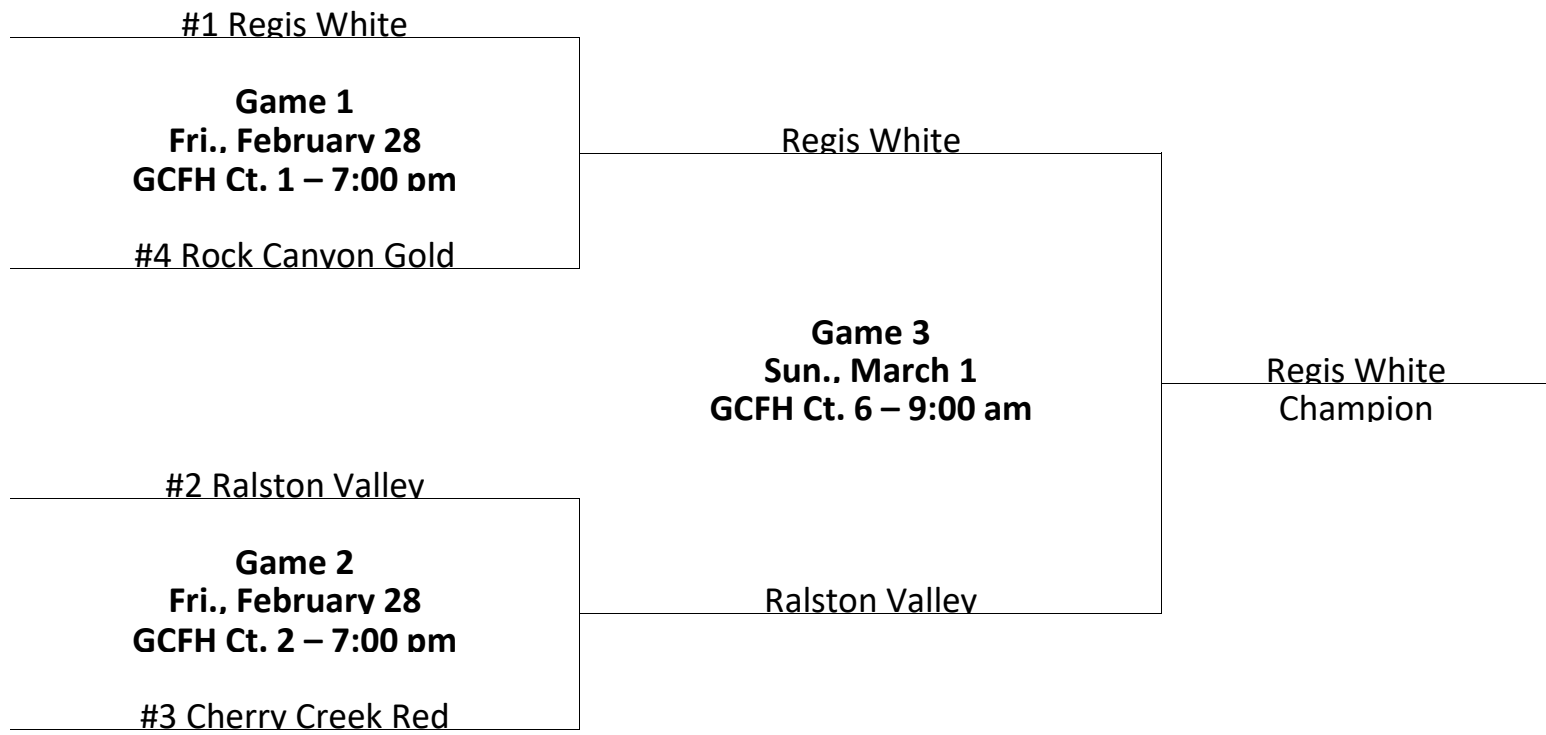 #1 Regis White
Game 1
Fri., February 28
GCFH Ct. 1 – 7:00 pm
Regis White
#4 Rock Canyon Gold
Game 3
Sun., March 1
GCFH Ct. 6 – 9:00 am
Regis White
Champion
#2 Ralston Valley
Game 2
Fri., February 28
GCFH Ct. 2 – 7:00 pm
Ralston Valley
#3 Cherry Creek Red